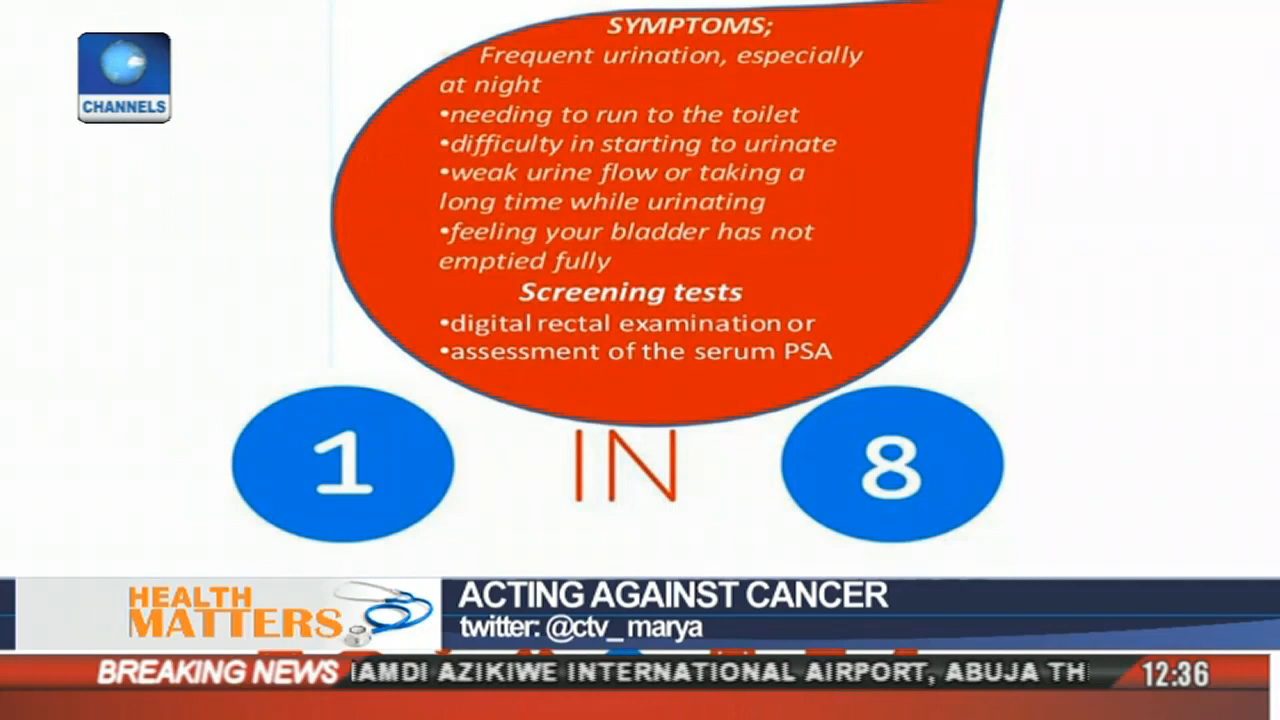 CHANNELS
SYMPTOMS;
Frequent urination, especially
at night
•needing to run to the toilet
•difficulty in starting to urinate
•weak urine flow or taking a
long time while urinating
•feeling your bladder has not
emptied fully
Screening tests
•digital rectal examination or
•assessment of the serum PSA
1 IN 8
HEALTH
MATTERS
ACTING AGAINST CANCER
twitter: @ctv_marya
BREAKING NEWS IAMDI AZIKIWE INTERNATIONAL AIRPORT, ABUJA TH 12:36